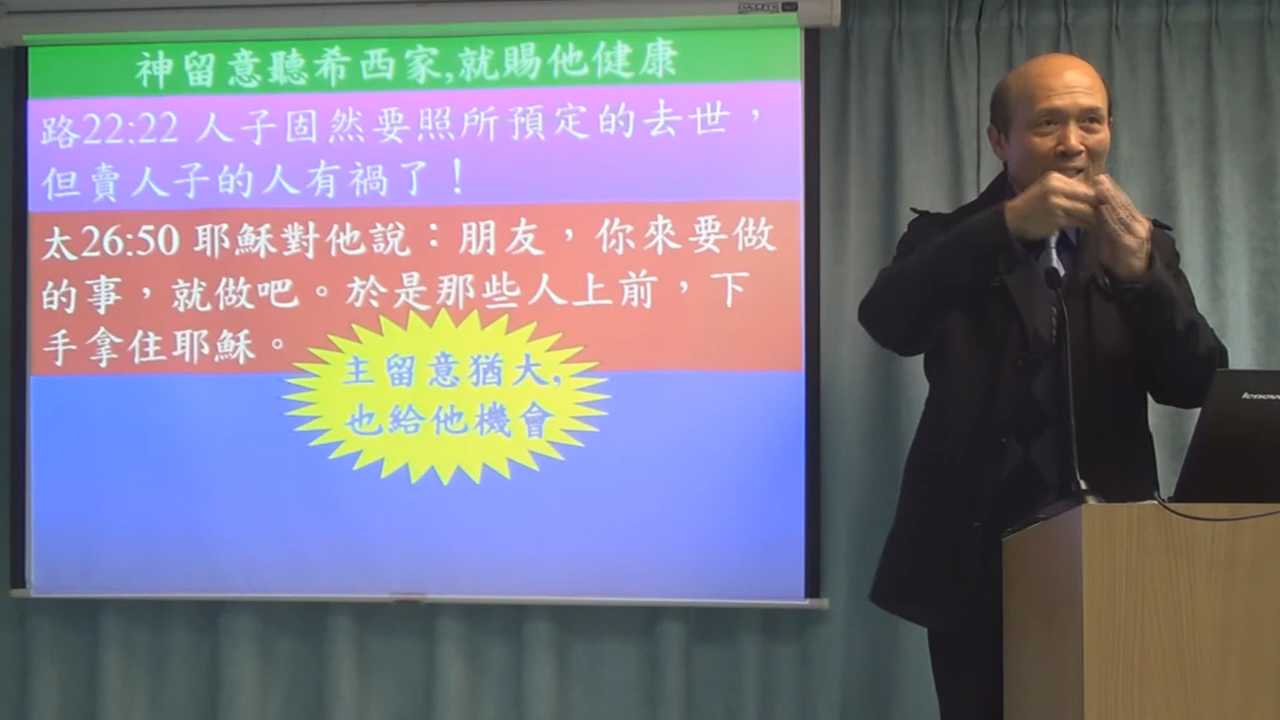 神留意聽希西家,就賜他健康
路22:22 人子固然要照所預定的去世，
但賣人子的人有禍了！
太26:50 耶穌對他說：朋友，你來要做
的事，就做吧。於是那些人上前，下
手拿住耶穌。
主留意猶大,
也給他機會
lenovo